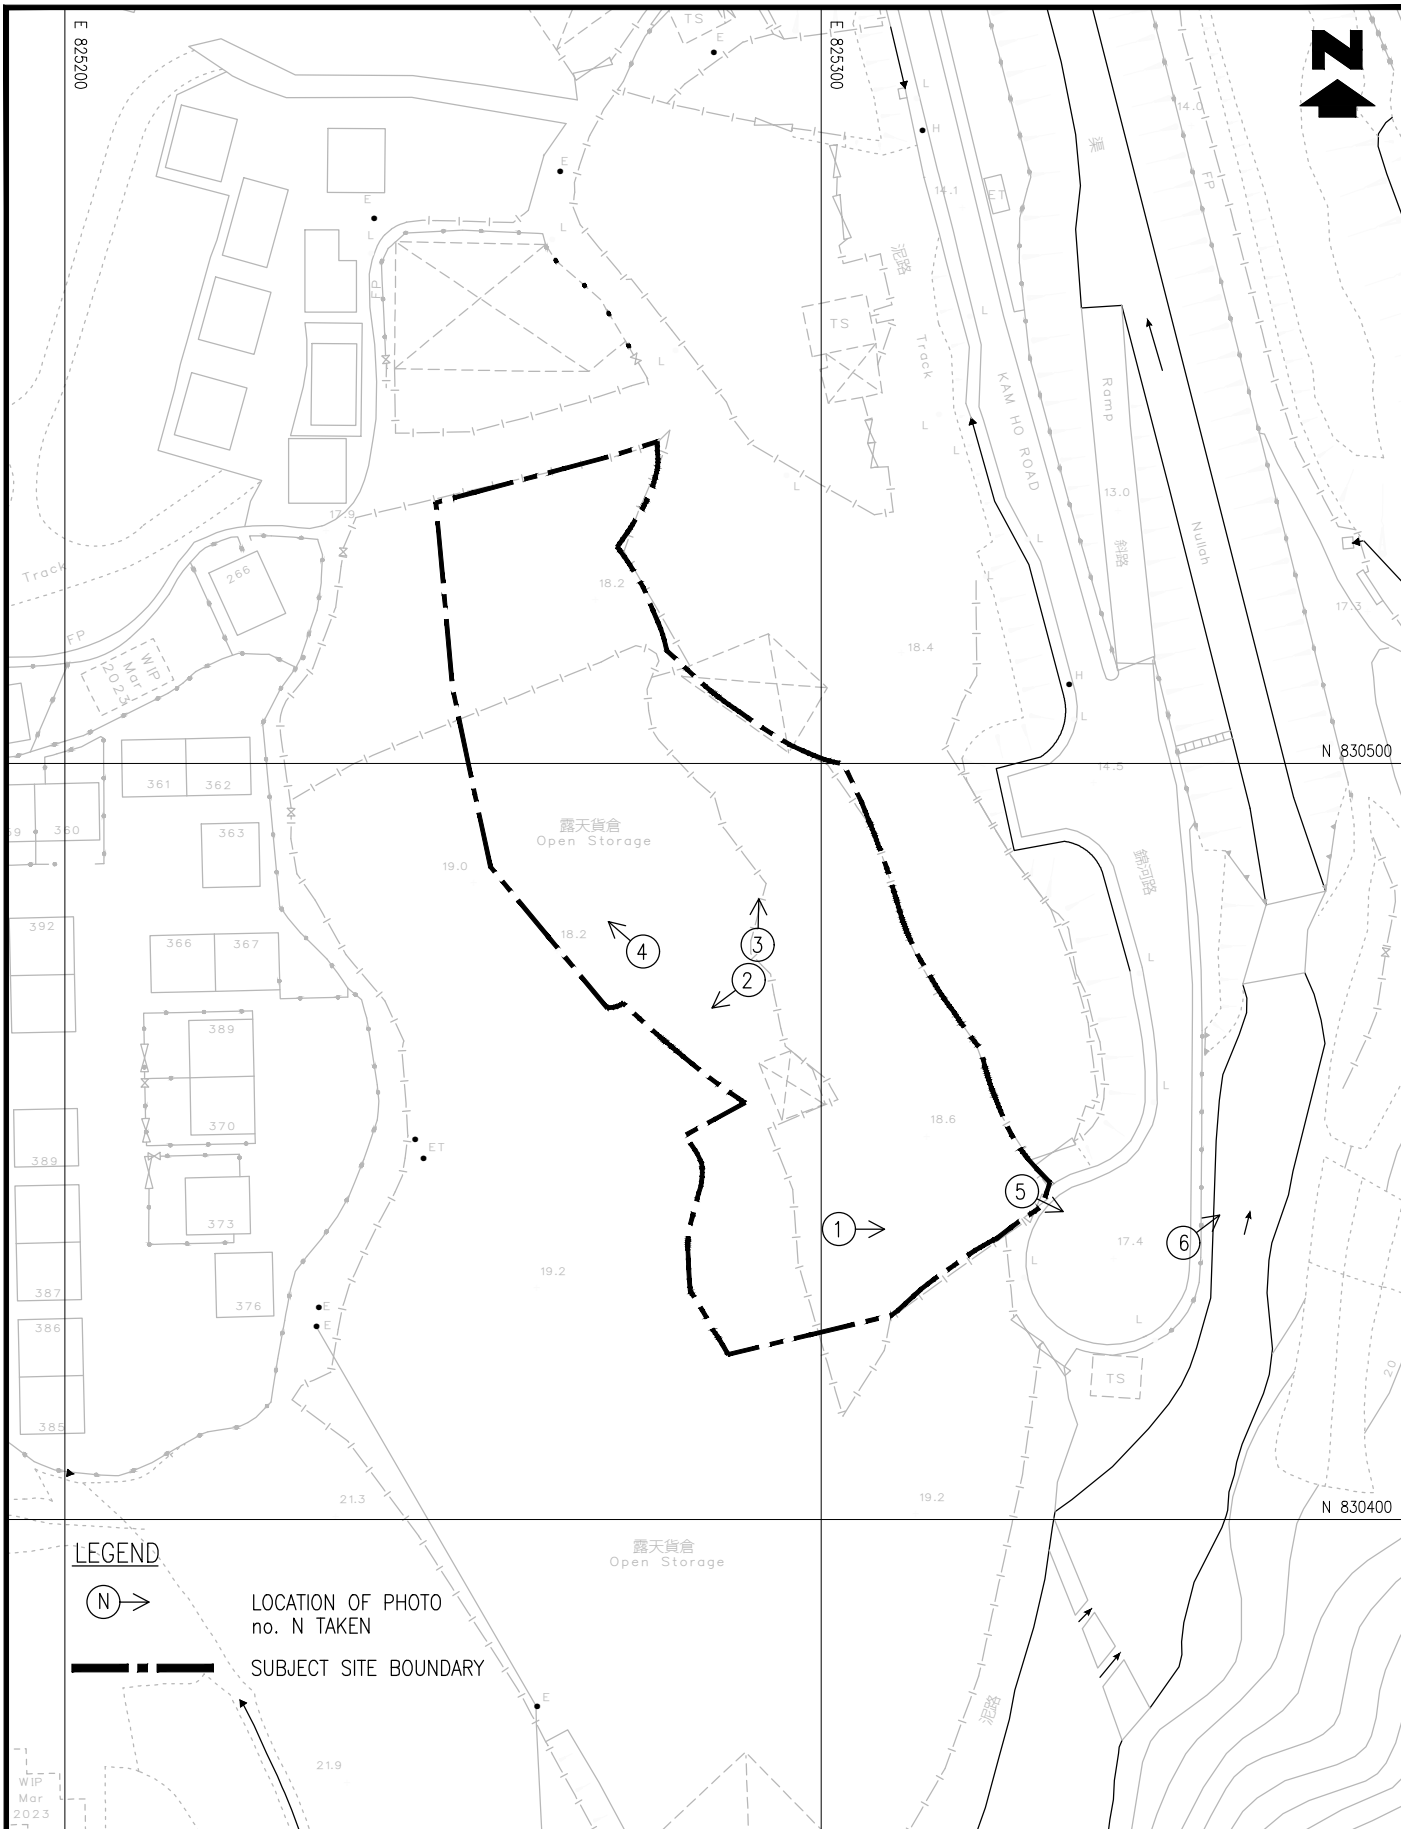 E 825200
E 825300
N
TS
E
L
H
14.1
ET
渠
14.0
FP
E
L
E
L
FP
泥路
Track
TS
L
L
L
L
L
KAM HO ROAD
Ramp
13.0
斜路
Nullah
17.3
17.9
Track
FP
266
WIP
Mar
2023
18.2
18.4
L
L
H
L
N 830500
14.5
361
362
59
360
363
露天貨倉
Open Storage
19.0
錦河路
392
366
367
18.2
4
3
2
L
389
370
389
ET
18.6
L
373
5
1
6
17.4
387
376
19.2
L
E
E
386
385
L
TS
20
21.3
19.2
N 830400
露天貨倉
Open Storage
LEGEND
N
LOCATION OF PHOTO
no. N TAKEN
SUBJECT SITE BOUNDARY
E
泥路
21.9
WIP
Mar
2023